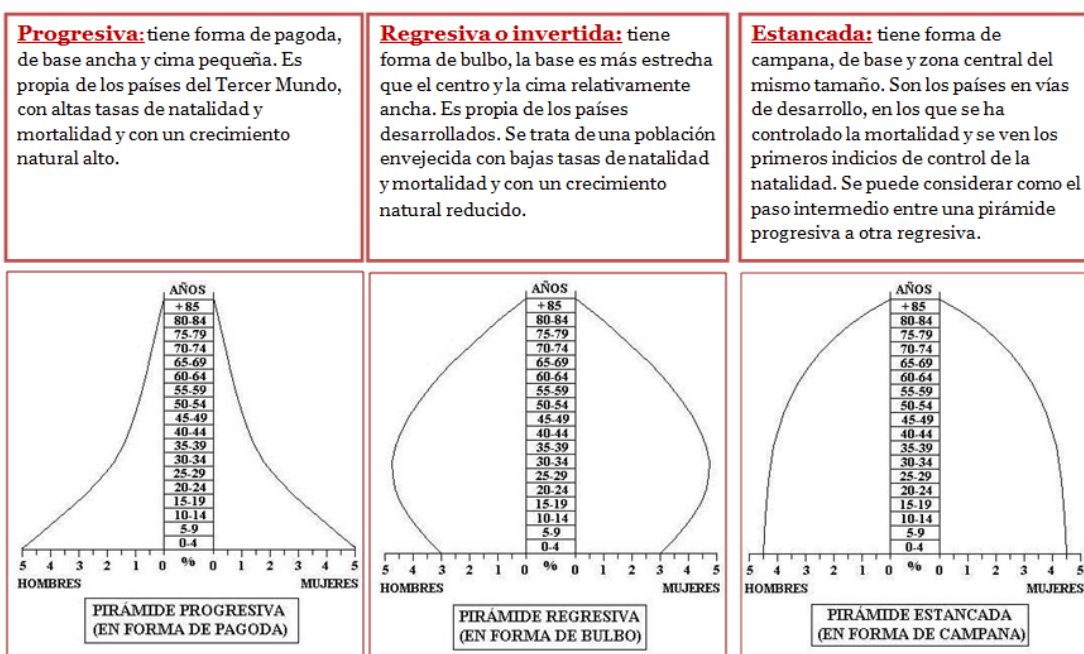 Progresiva: tiene forma de pagoda,
de base ancha y cima pequeña. Es
propia de los países del Tercer Mundo,
con altas tasas de natalidad y
mortalidad y con un crecimiento
natural alto.
Regresiva o invertida: tiene
forma de bulbo, la base es más estrecha
que el centro y la cima relativamente
ancha. Es propia de los países
desarrollados. Se trata de una población
envejecida con bajas tasas de natalidad
y mortalidad y con un crecimiento
natural reducido.
Estancada: tiene forma de
campana, de base y zona central del
mismo tamaño. Son los países en vías
de desarrollo, en los que se ha
controlado la mortalidad y se ven los
primeros indicios de control de la
natalidad. Se puede considerar como el
paso intermedio entre una pirámide
progresiva a otra regresiva.
AÑOS
+85
80-84
75-79
70-74
65-69
60-64
55-59
50-54
45-49
40-44
35-39
30-34
25-29
20-24
15-19
10-14
5-9
0-4
5 4 3 2 1 0 % 0 1 2 3 4 5
HOMBRES MUJERES
PIRÁMIDE PROGRESIVA
(EN FORMA DE PAGODA)
AÑOS
+85
80-84
75-79
70-74
65-69
60-64
55-59
50-54
45-49
40-44
35-39
30-34
25-29
20-24
15-19
10-14
5-9
0-4
5 4 3 2 1 0 % 0 1 2 3 4 5
HOMBRES MUJERES
PIRÁMIDE REGRESIVA
(EN FORMA DE BULBO)
AÑOS
+85
80-84
75-79
70-74
65-69
60-64
55-59
50-54
45-49
40-44
35-39
30-34
25-29
20-24
15-19
10-14
5-9
0-4
5 4 3 2 1 0 % 0 1 2 3 4 5
HOMBRES MUJERES
PIRÁMIDE ESTANCADA
(EN FORMA DE CAMPANA)